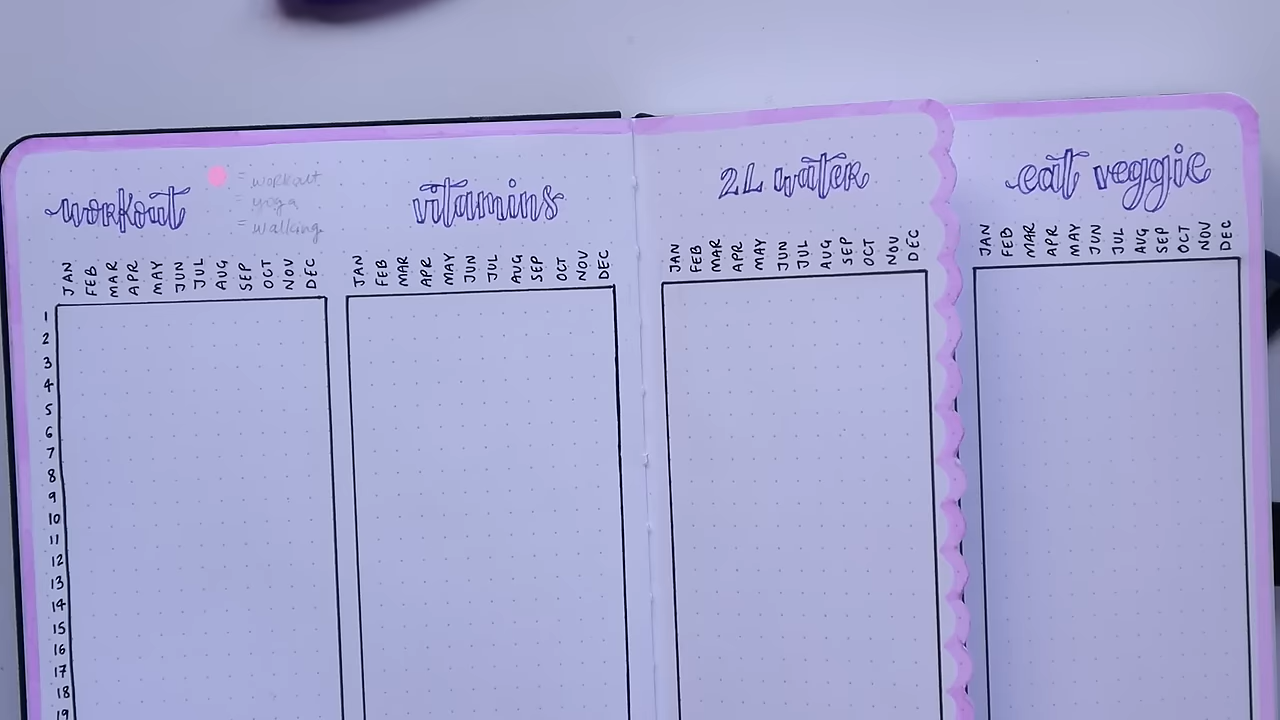 workout
= workout
= yoga
= walking
JAN FEB MAR APR MAY JUN JUL AUG SEP OCT NOV DEC
1
2
3
4
5
6
7
8
9
10
11
12
13
14
15
16
17
18
19
vitamins
JAN FEB MAR APR MAY JUN JUL AUG SEP OCT NOV DEC
2L water
JAN FEB MAR APR MAY JUN JUL AUG SEP OCT NOV DEC
eat veggie
JAN FEB MAR APR MAY JUN JUL AUG SEP OCT NOV DEC